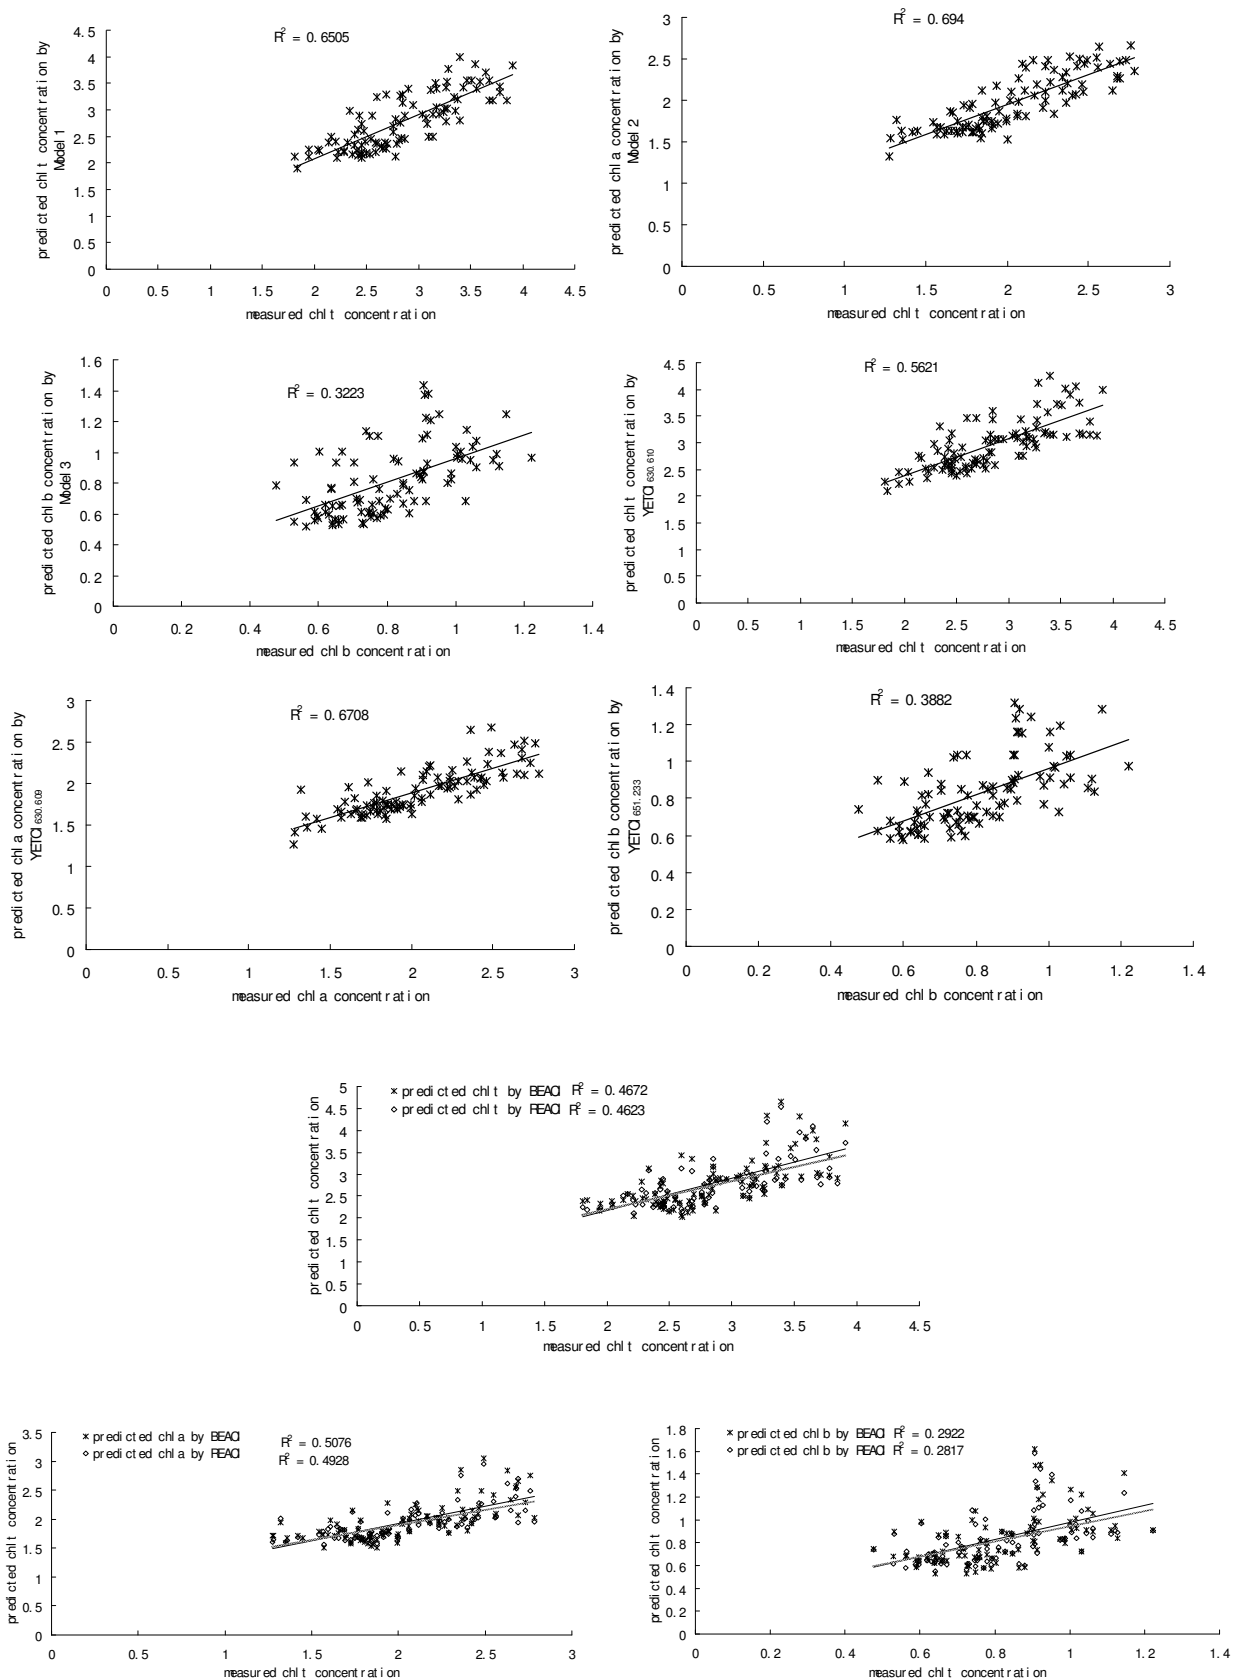 R² = 0.6505
predicted chl t concentration by
Model 1
4.5
4
3.5
3
2.5
2
1.5
1
0.5
0
0 0.5 1 1.5 2 2.5 3 3.5 4 4.5
measured chl t concentration
R² = 0.694
predicted chl a concentration by
Model 2
3
2.5
2
1.5
1
0.5
0
0 0.5 1 1.5 2 2.5 3
measured chl t concentration
R² = 0.3223
predicted chl b concentration by
Model 3
1.6
1.4
1.2
1
0.8
0.6
0.4
0.2
0
0 0.2 0.4 0.6 0.8 1 1.2 1.4
measured chl b concentration
R² = 0.5621
predicted chl t concentration by
YETCI 630.610
4.5
4
3.5
3
2.5
2
1.5
1
0.5
0
0 0.5 1 1.5 2 2.5 3 3.5 4 4.5
measured chl t concentration
R² = 0.6708
predicted chl a concentration by
YETCI 630.609
3
2.5
2
1.5
1
0.5
0
0 0.5 1 1.5 2 2.5 3
measured chl a concentration
R² = 0.3882
predicted chl b concentration by
YETCI 651.233
1.4
1.2
1
0.8
0.6
0.4
0.2
0
0 0.2 0.4 0.6 0.8 1 1.2 1.4
measured chl b concentration
predicted chl t by BEACI R² = 0.4672
predicted chl t by REACI R² = 0.4623
predicted chl t concentration
5
4.5
4
3.5
3
2.5
2
1.5
1
0.5
0
0 0.5 1 1.5 2 2.5 3 3.5 4 4.5
measured chl t concentration
predicted chl a by BEACI R² = 0.5076
predicted chl a by REACI R² = 0.4928
predicted chl t concentration
3.5
3
2.5
2
1.5
1
0.5
0
0 0.5 1 1.5 2 2.5 3
measured chl t concentration
predicted chl b by BEACI R² = 0.2922
predicted chl b by REACI R² = 0.2817
predicted chl t concentration
1.8
1.6
1.4
1.2
1
0.8
0.6
0.4
0.2
0
0 0.2 0.4 0.6 0.8 1 1.2 1.4
measured chl t concentration